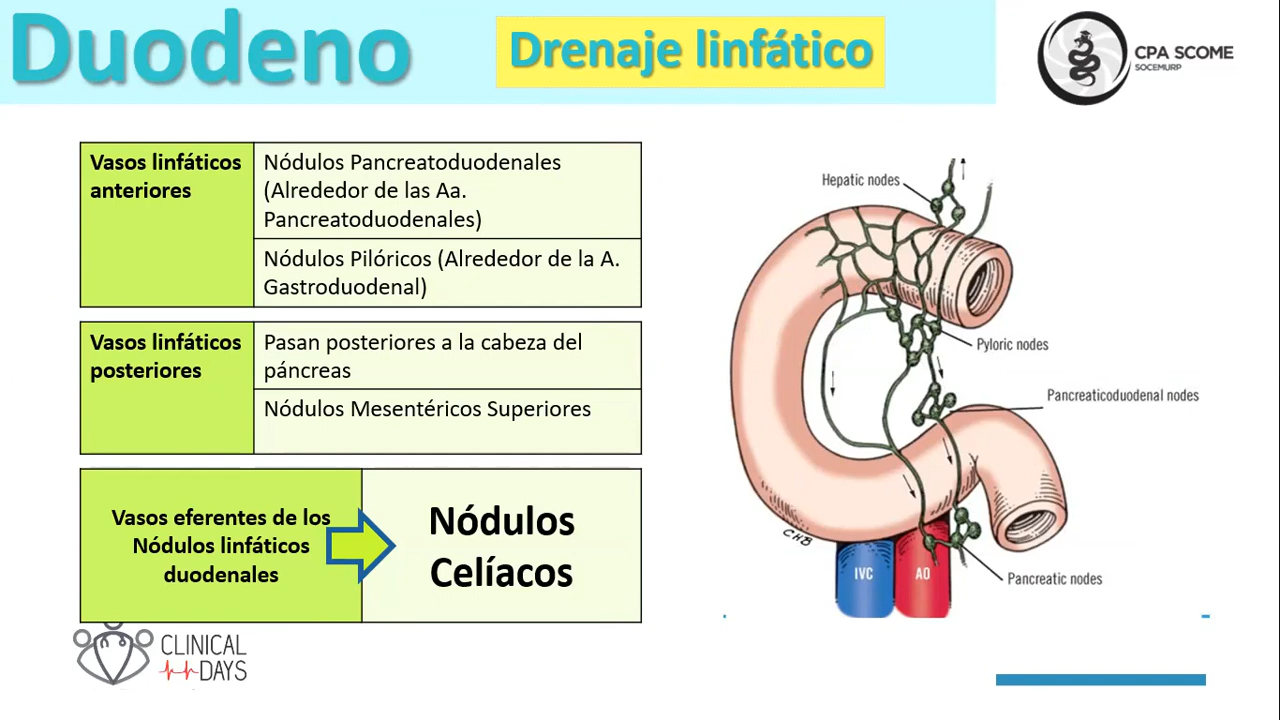 Duodeno
Drenaje linfático
CPA SCOME
SOCEMURP
Vasos linfáticos
anteriores
Nódulos Pancreatoduodenales
(Alrededor de las Aa.
Pancreatoduodenales)
Nódulos Pilóricos (Alrededor de la A.
Gastroduodenal)
Vasos linfáticos
posteriores
Pasan posteriores a la cabeza del
páncreas
Nódulos Mesentéricos Superiores
Vasos eferentes de los
Nódulos linfáticos
duodenales
Nódulos
Celíacos
Hepatic nodes
Pyloric nodes
Pancreaticoduodenal nodes
CHB
IVC
AO
Pancreatic nodes
CLINICAL
DAYS